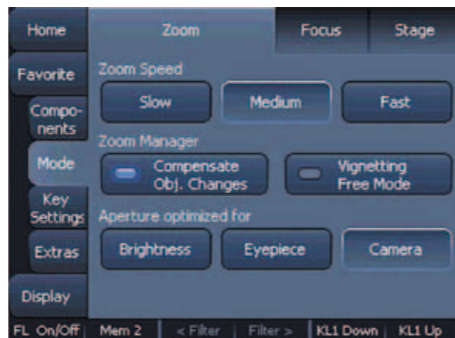 Home
Zoom
Focus
Stage
Favorite
Zoom Speed
Compo-
nents
Slow
Medium
Fast
Zoom Manager
Mode
Compensate
Obj. Changes
Vignetting
Free Mode
Key
Settings
Aperture optimized for
Extras
Brightness
Eyepiece
Camera
Display
FL On/Off
Mem 2
< Filter
Filter >
KL1 Down
KL1 Up